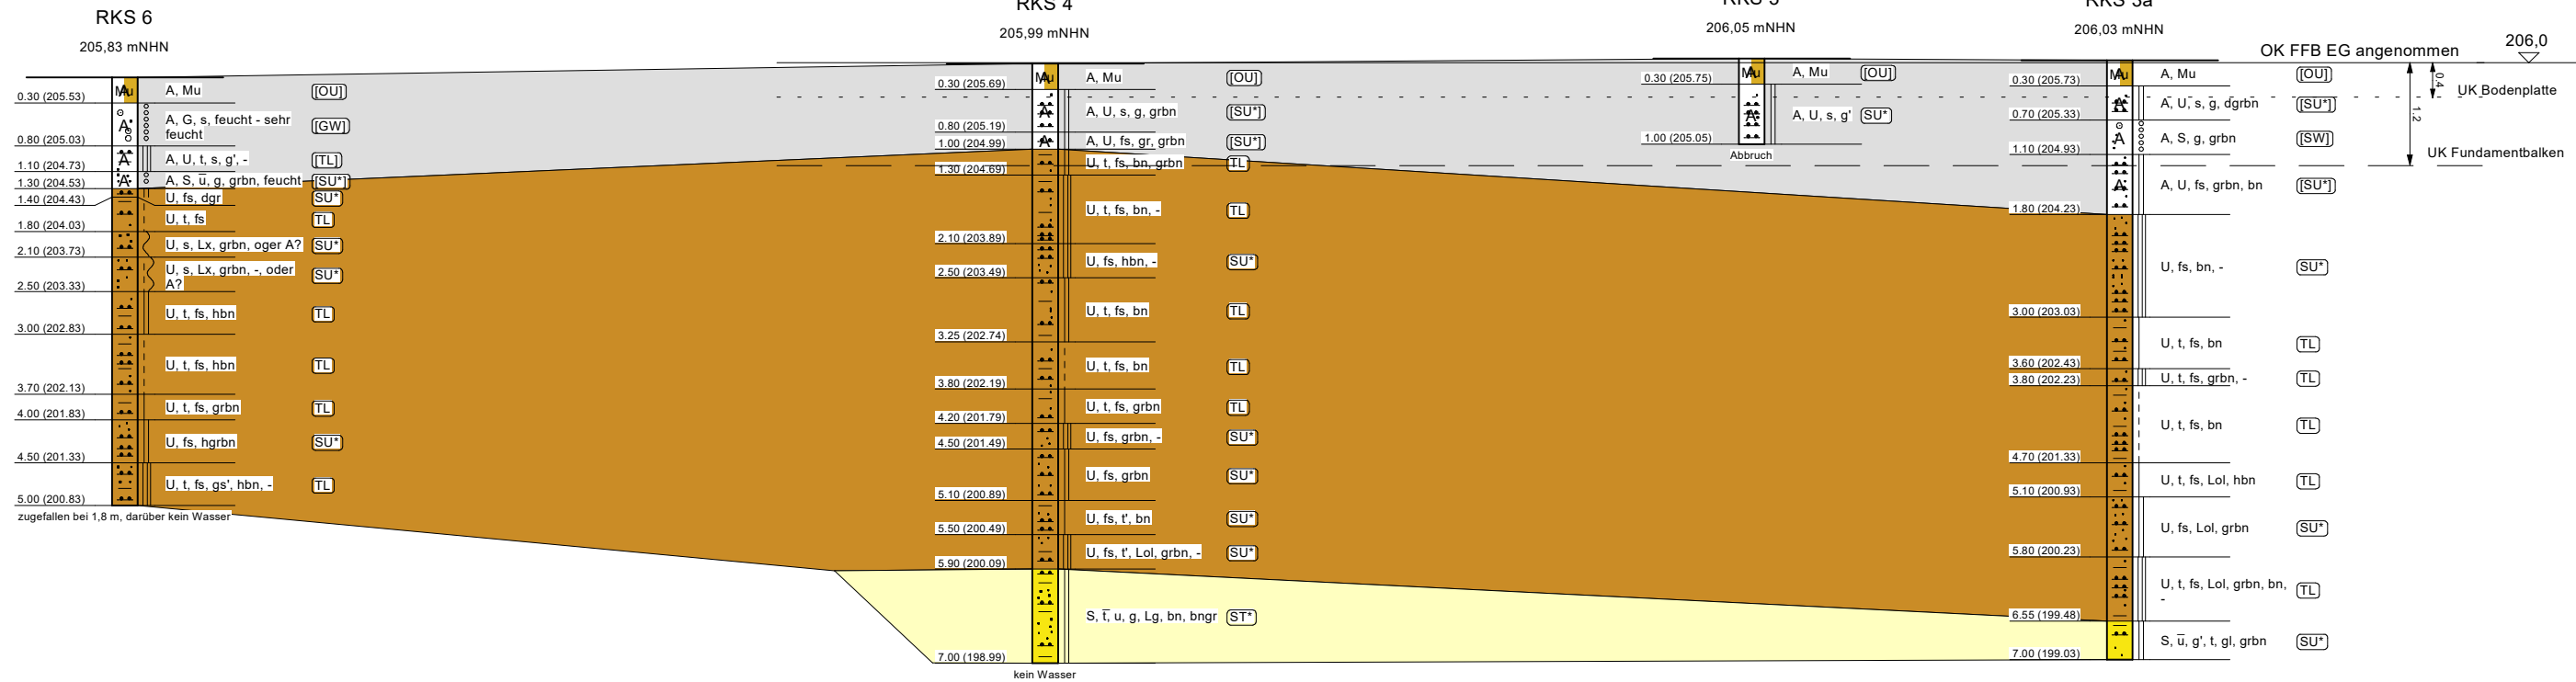 RKS 6
205,83 mNHN
0.30 (205.53)
0.80 (205.03)
1.10 (204.73)
1.30 (204.53)
1.40 (204.43)
1.80 (204.03)
2.10 (203.73)
2.50 (203.33)
3.00 (202.83)
3.70 (202.13)
4.00 (201.83)
4.50 (201.33)
5.00 (200.83)
zugefallen bei 1,8 m, darüber kein Wasser
Mu
A
A
A
A, Mu [OU]
A, G, s, feucht - sehr
feucht [GW]
A, U, t, s, g', - [TL]
A, S, u̅, g, grbn, feucht [SU*]
U, fs, dgr SU*
U, t, fs TL
U, s, Lx, grbn, oger A? SU*
U, s, Lx, grbn, -, oder
A? SU*
U, t, fs, hbn TL
U, t, fs, hbn TL
U, t, fs, grbn TL
U, fs, hgrbn SU*
U, t, fs, gs', hbn, - TL
RKS 4
205,99 mNHN
0.30 (205.69)
0.80 (205.19)
1.00 (204.99)
1.30 (204.69)
2.10 (203.89)
2.50 (203.49)
3.25 (202.74)
3.80 (202.19)
4.20 (201.79)
4.50 (201.49)
5.10 (200.89)
5.50 (200.49)
5.90 (200.09)
7.00 (198.99)
kein Wasser
Mu
A
A
A, Mu [OU]
A, U, s, g, grbn [SU*]
A, U, fs, gr, grbn [SU*]
U, t, fs, bn, grbn TL
U, t, fs, bn, - TL
U, fs, hbn, - SU*
U, t, fs, bn TL
U, t, fs, bn TL
U, t, fs, grbn TL
U, fs, grbn, - SU*
U, fs, grbn SU*
U, fs, t', bn SU*
U, fs, t', Lol, grbn, - SU*
S, t̅, u, g, Lg, bn, bngr ST*
206,05 mNHN
0.30 (205.75)
1.00 (205.05)
Abbruch
Mu
A
A, Mu [OU]
A, U, s, g' SU*
RKS 3a
206,03 mNHN
0.30 (205.73)
0.70 (205.33)
1.10 (204.93)
1.80 (204.23)
3.00 (203.03)
3.60 (202.43)
3.80 (202.23)
4.70 (201.33)
5.10 (200.93)
5.80 (200.23)
6.55 (199.48)
7.00 (199.03)
Mu
A
A
A
A, Mu [OU]
A, U, s, g, dgrbn [SU*]
A, S, g, grbn [SW]
A, U, fs, grbn, bn [SU*]
U, fs, bn, - SU*
U, t, fs, bn TL
U, t, fs, grbn, - TL
U, t, fs, bn TL
U, t, fs, Lol, hbn TL
U, fs, Lol, grbn SU*
U, t, fs, Lol, grbn, bn,
- TL
S, u̅, g', t, gl, grbn SU*
OK FFB EG angenommen
206,0
0.4
1.2
UK Bodenplatte
UK Fundamentbalken